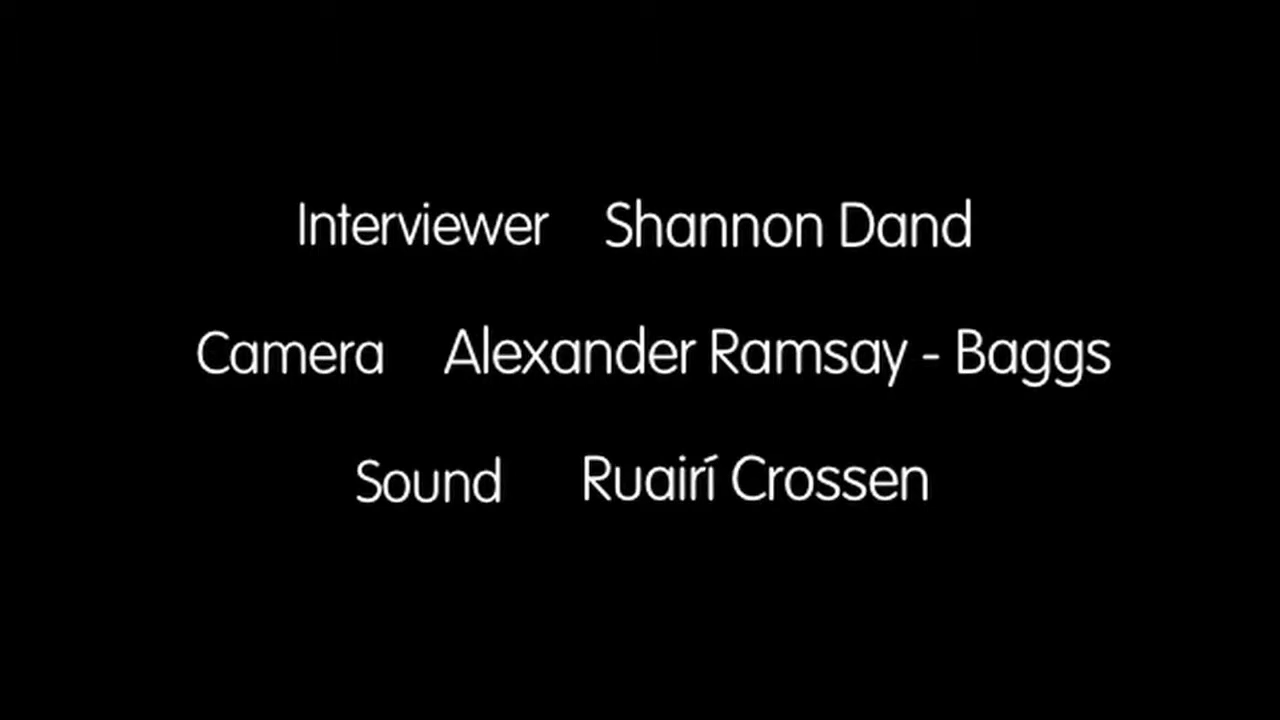 Interviewer Shannon Dand
Camera Alexander Ramsay - Baggs
Sound Ruairí Crossen